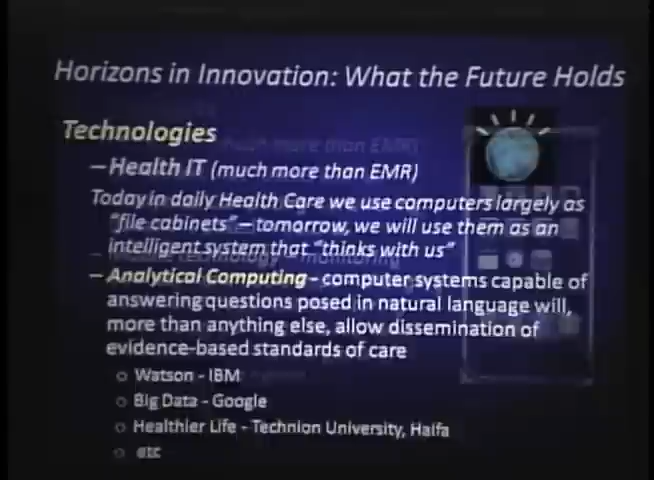 Horizons in Innovation: What the Future Holds
Technologies
– Health IT (much more than EMR)
Today in daily Health Care we use computers largely as
"file cabinets" – tomorrow, we will use them as an
intelligent system that "thinks with us"
– Analytical Computing – computer systems capable of
answering questions posed in natural language will,
more than anything else, allow dissemination of
evidence-based standards of care
o Watson - IBM
o Big Data - Google
o Healthier Life - Technion University, Haifa
o etc